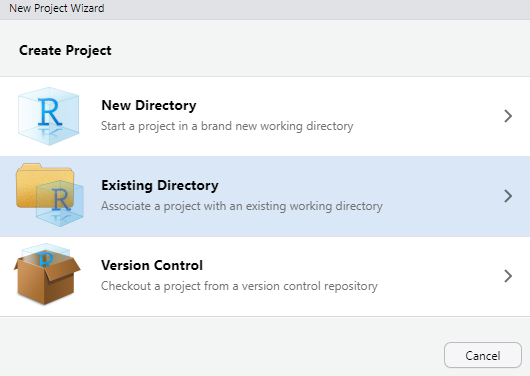 New Project Wizard
Create Project
R
New Directory
Start a project in a brand new working directory
R
Existing Directory
Associate a project with an existing working directory
R
Version Control
Checkout a project from a version control repository
Cancel